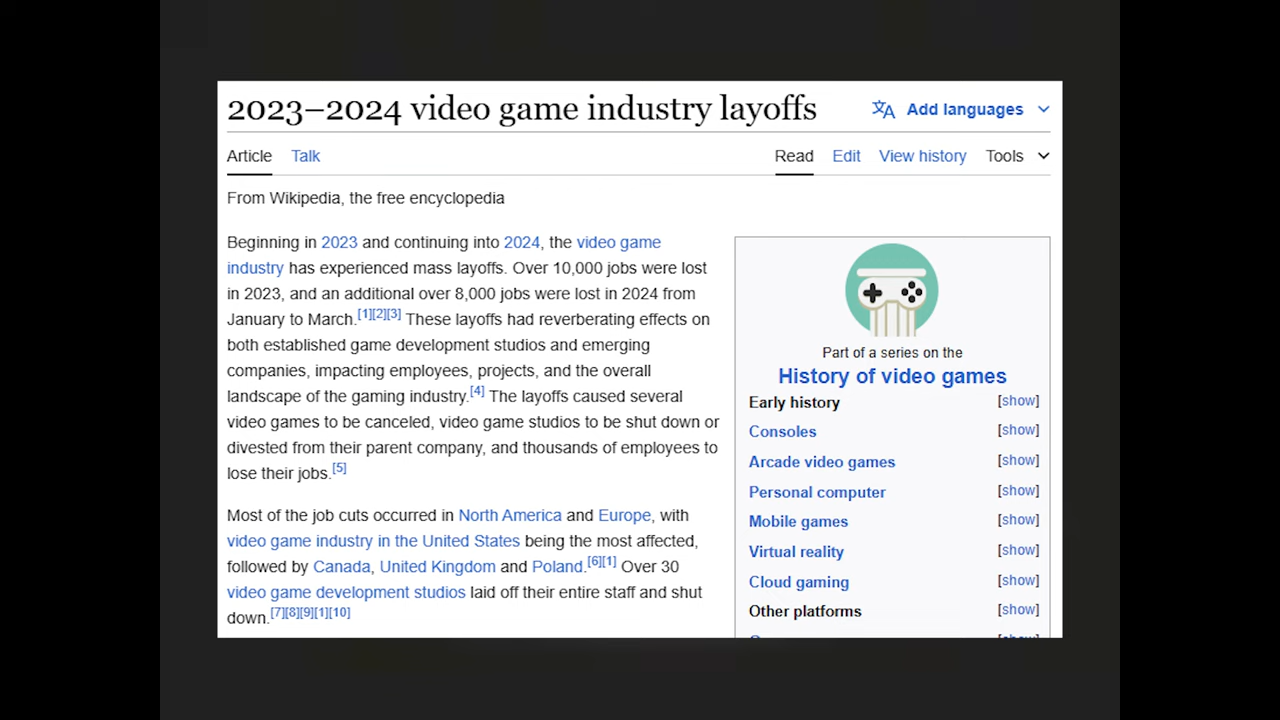 2023–2024 video game industry layoffs
Add languages
Article Talk
Read Edit View history Tools
From Wikipedia, the free encyclopedia
Beginning in 2023 and continuing into 2024, the video game
industry has experienced mass layoffs. Over 10,000 jobs were lost
in 2023, and an additional over 8,000 jobs were lost in 2024 from
January to March.[1][2][3] These layoffs had reverberating effects on
both established game development studios and emerging
companies, impacting employees, projects, and the overall
landscape of the gaming industry.[4] The layoffs caused several
video games to be canceled, video game studios to be shut down or
divested from their parent company, and thousands of employees to
lose their jobs.[5]
Most of the job cuts occurred in North America and Europe, with
video game industry in the United States being the most affected,
followed by Canada, United Kingdom and Poland.[6][1] Over 30
video game development studios laid off their entire staff and shut
down.[7][8][9][1][10]
Part of a series on the
History of video games
Early history [show]
Consoles [show]
Arcade video games [show]
Personal computer [show]
Mobile games [show]
Virtual reality [show]
Cloud gaming [show]
Other platforms [show]